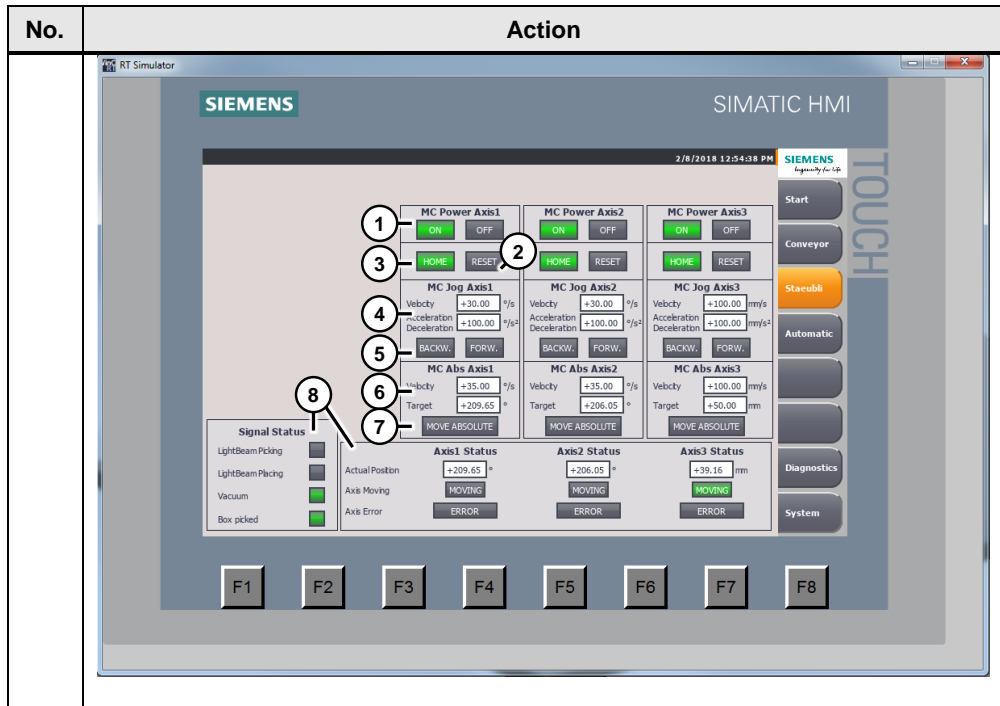 No. Action
RT Simulator
SIEMENS SIMATIC HMI
2/8/2018 12:54:38 PM SIEMENS
Ingenuity for life
TOUCH
Start
Conveyor
Staeubli
Automatic
Diagnostics
System
MC Power Axis1 MC Power Axis2 MC Power Axis3
1 ON OFF ON OFF ON OFF
2
3 HOME RESET HOME RESET HOME RESET
MC Jog Axis1 MC Jog Axis2 MC Jog Axis3
Velocity +30.00 °/s Velocity +30.00 °/s Velocity +100.00 mm/s
4 Acceleration Acceleration Acceleration
Deceleration +100.00 °/s² Deceleration +100.00 °/s² Deceleration +100.00 mm/s²
5 BACKW. FORW. BACKW. FORW. BACKW. FORW.
MC Abs Axis1 MC Abs Axis2 MC Abs Axis3
6 Velocity +35.00 °/s Velocity +35.00 °/s Velocity +100.00 mm/s
Target +209.65 ° Target +206.05 ° Target +50.00 mm
7 MOVE ABSOLUTE MOVE ABSOLUTE MOVE ABSOLUTE
8
Signal Status
LightBeam Picking
LightBeam Placing
Vacuum
Box picked
Axis1 Status Axis2 Status Axis3 Status
Actual Position +209.65 ° +206.05 ° +39.16 mm
Axis Moving MOVING MOVING MOVING
Axis Error ERROR ERROR ERROR
F1 F2 F3 F4 F5 F6 F7 F8